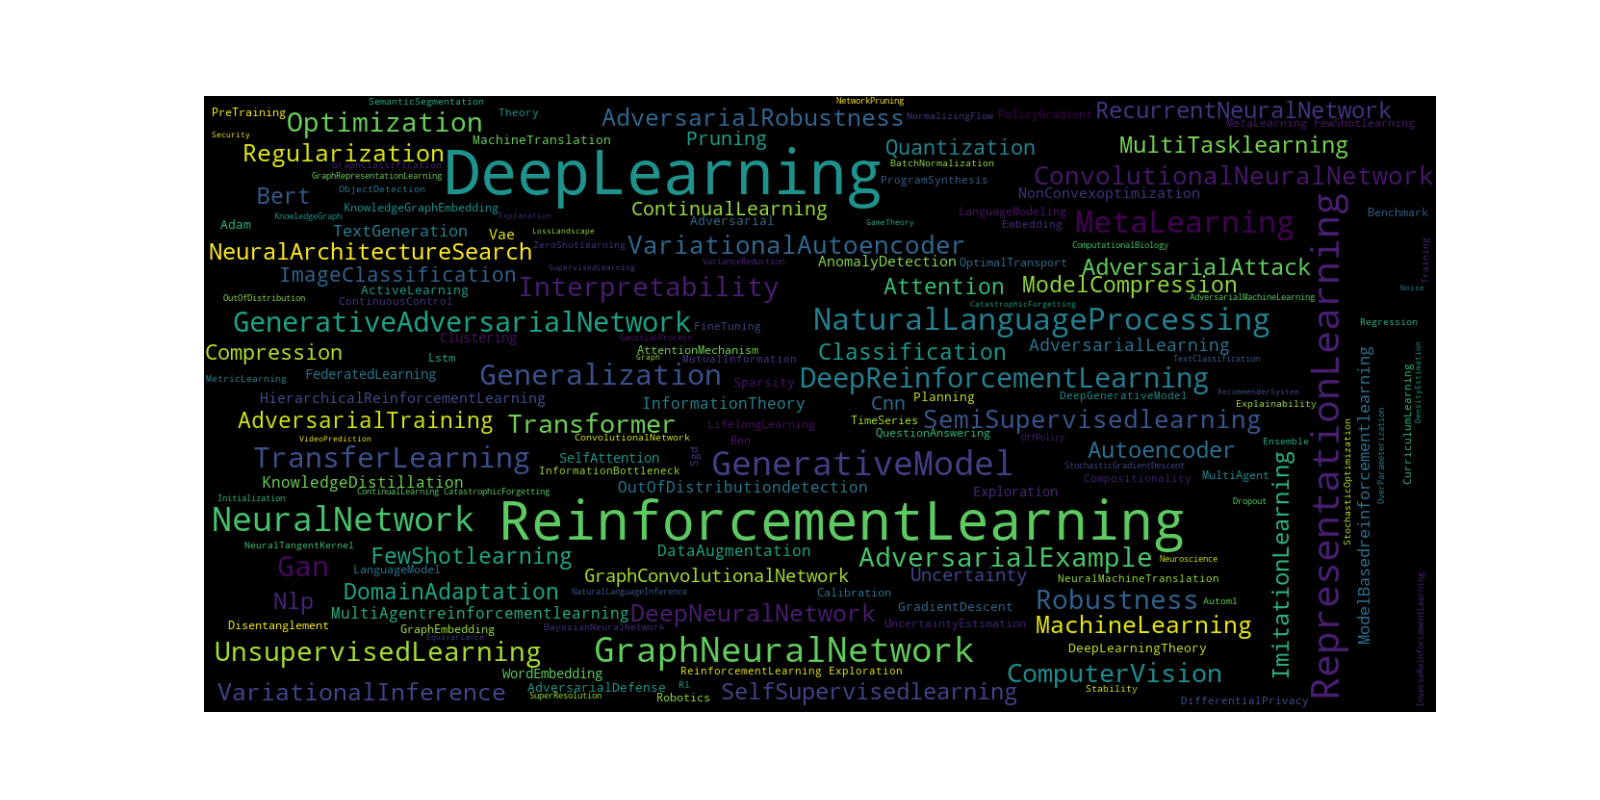 SemanticSegmentation
NetworkPruning
PreTraining
Theory
Optimization
AdversarialRobustness
NormalizingFlow
PolicyGradient
RecurrentNeuralNetwork
MetaLearning FewShotlearning
Security
MachineTranslation
Pruning
Quantization
MultiTasklearning
Regularization
GraphClassification
DeepLearning
BatchNormalization
GraphRepresentationLearning
ProgramSynthesis
ConvolutionalNeuralNetwork
Bert
ObjectDetection
NonConvexoptimization
KnowledgeGraphEmbedding
ContinualLearning
LanguageModeling
Benchmark
KnowledgeGraph
Explanation
Adversarial
GameTheory
Embedding
MetaLearning
Adam
TextGeneration
Vae
LossLandscape
NeuralArchitectureSearch
ZeroShotlearning
VariationalAutoencoder
ComputationalBiology
Training
ImageClassification
SupervisedLearning
VarianceReduction
AnomalyDetection
OptimalTransport
AdversarialAttack
ActiveLearning
Interpretability
Attention
ModelCompression
Noise
OutOfDistribution
ContinuousControl
AdversarialMachineLearning
CatastrophicForgetting
GenerativeAdversarialNetwork
FineTuning
NaturalLanguageProcessing
Regression
Clustering
GaussianProcess
Compression
Lstm
AttentionMechanism
Graph
MutualInformation
Classification
AdversarialLearning
TextClassification
MetricLearning
FederatedLearning
Generalization
Sparsity
DeepReinforcementLearning
RecommenderSystem
HierarchicalReinforcementLearning
InformationTheory
Cnn
Planning
DeepGenerativeModel
Explainability
AdversarialTraining
Transformer
LifelongLearning
TimeSeries
SemiSupervisedlearning
VideoPrediction
ConvolutionalNetwork
Rnn
QuestionAnswering
OffPolicy
Ensemble
TransferLearning
SelfAttention
Sgd
GenerativeModel
Autoencoder
InformationBottleneck
StochasticGradientDescent
MultiAgent
KnowledgeDistillation
OutOfDistributiondetection
Compositionality
Initialization
ContinualLearning CatastrophicForgetting
Exploration
Dropout
NeuralNetwork
ReinforcementLearning
NeuralTangentKernel
FewShotlearning
DataAugmentation
AdversarialExample
Neuroscience
Gan
LanguageModel
GraphConvolutionalNetwork
Uncertainty
NeuralMachineTranslation
DomainAdaptation
NaturalLanguageInference
Calibration
Nlp
MultiAgentreinforcementlearning
DeepNeuralNetwork
GradientDescent
Robustness
Automl
Disentanglement
GraphEmbedding
Equivariance
BayesianNeuralNetwork
UncertaintyEstimation
MachineLearning
UnsupervisedLearning
GraphNeuralNetwork
DeepLearningTheory
WordEmbedding
ReinforcementLearning Exploration
ComputerVision
VariationalInference
AdversarialDefense
Rl
SuperResolution
Robotics
SelfSupervisedlearning
Stability
DifferentialPrivacy
ImitationLearning
RepresentationLearning
StochasticOptimization
ModelBasedreinforcementlearning
OverParameterization
CurriculumLearning
DensityEstimation
InverseReinforcementLearning